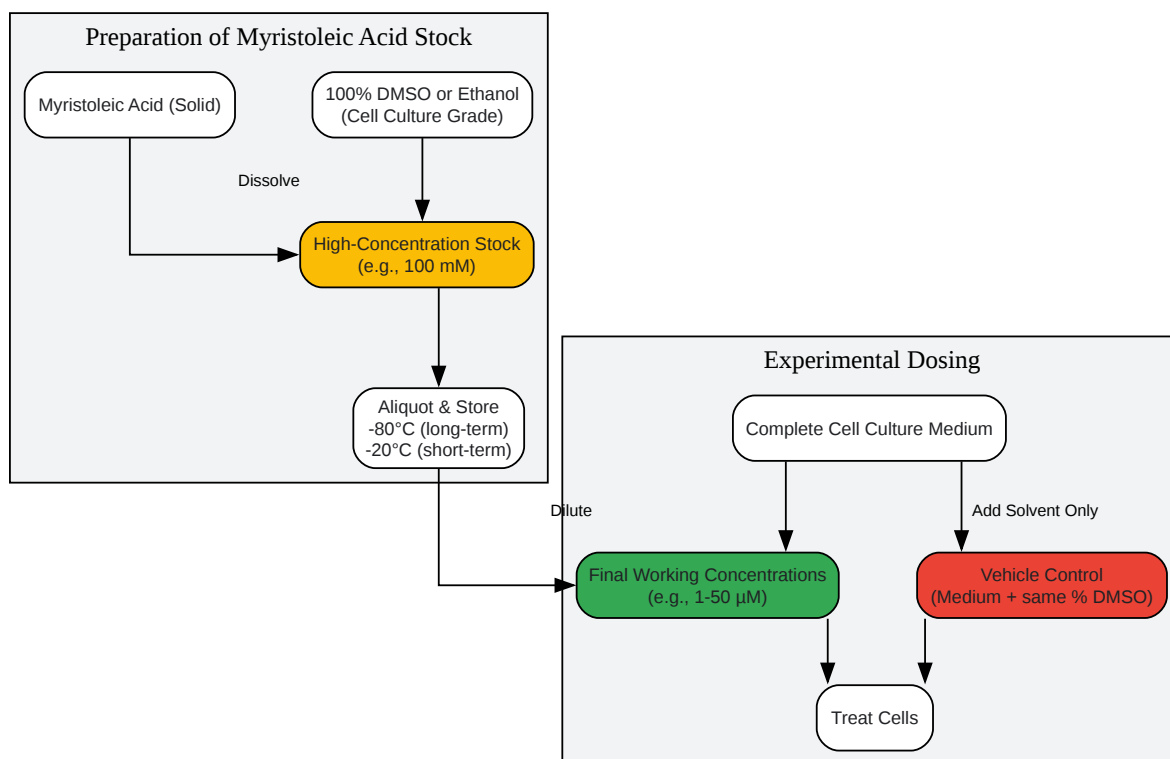 Preparation of Myristoleic Acid Stock
Myristoleic Acid (Solid)
100% DMSO or Ethanol
(Cell Culture Grade)
Dissolve
High-Concentration Stock
(e.g., 100 mM)
Aliquot & Store
-80°C (long-term)
-20°C (short-term)
Experimental Dosing
Complete Cell Culture Medium
Dilute
Add Solvent Only
Final Working Concentrations
(e.g., 1-50 µM)
Vehicle Control
(Medium + same % DMSO)
Treat Cells